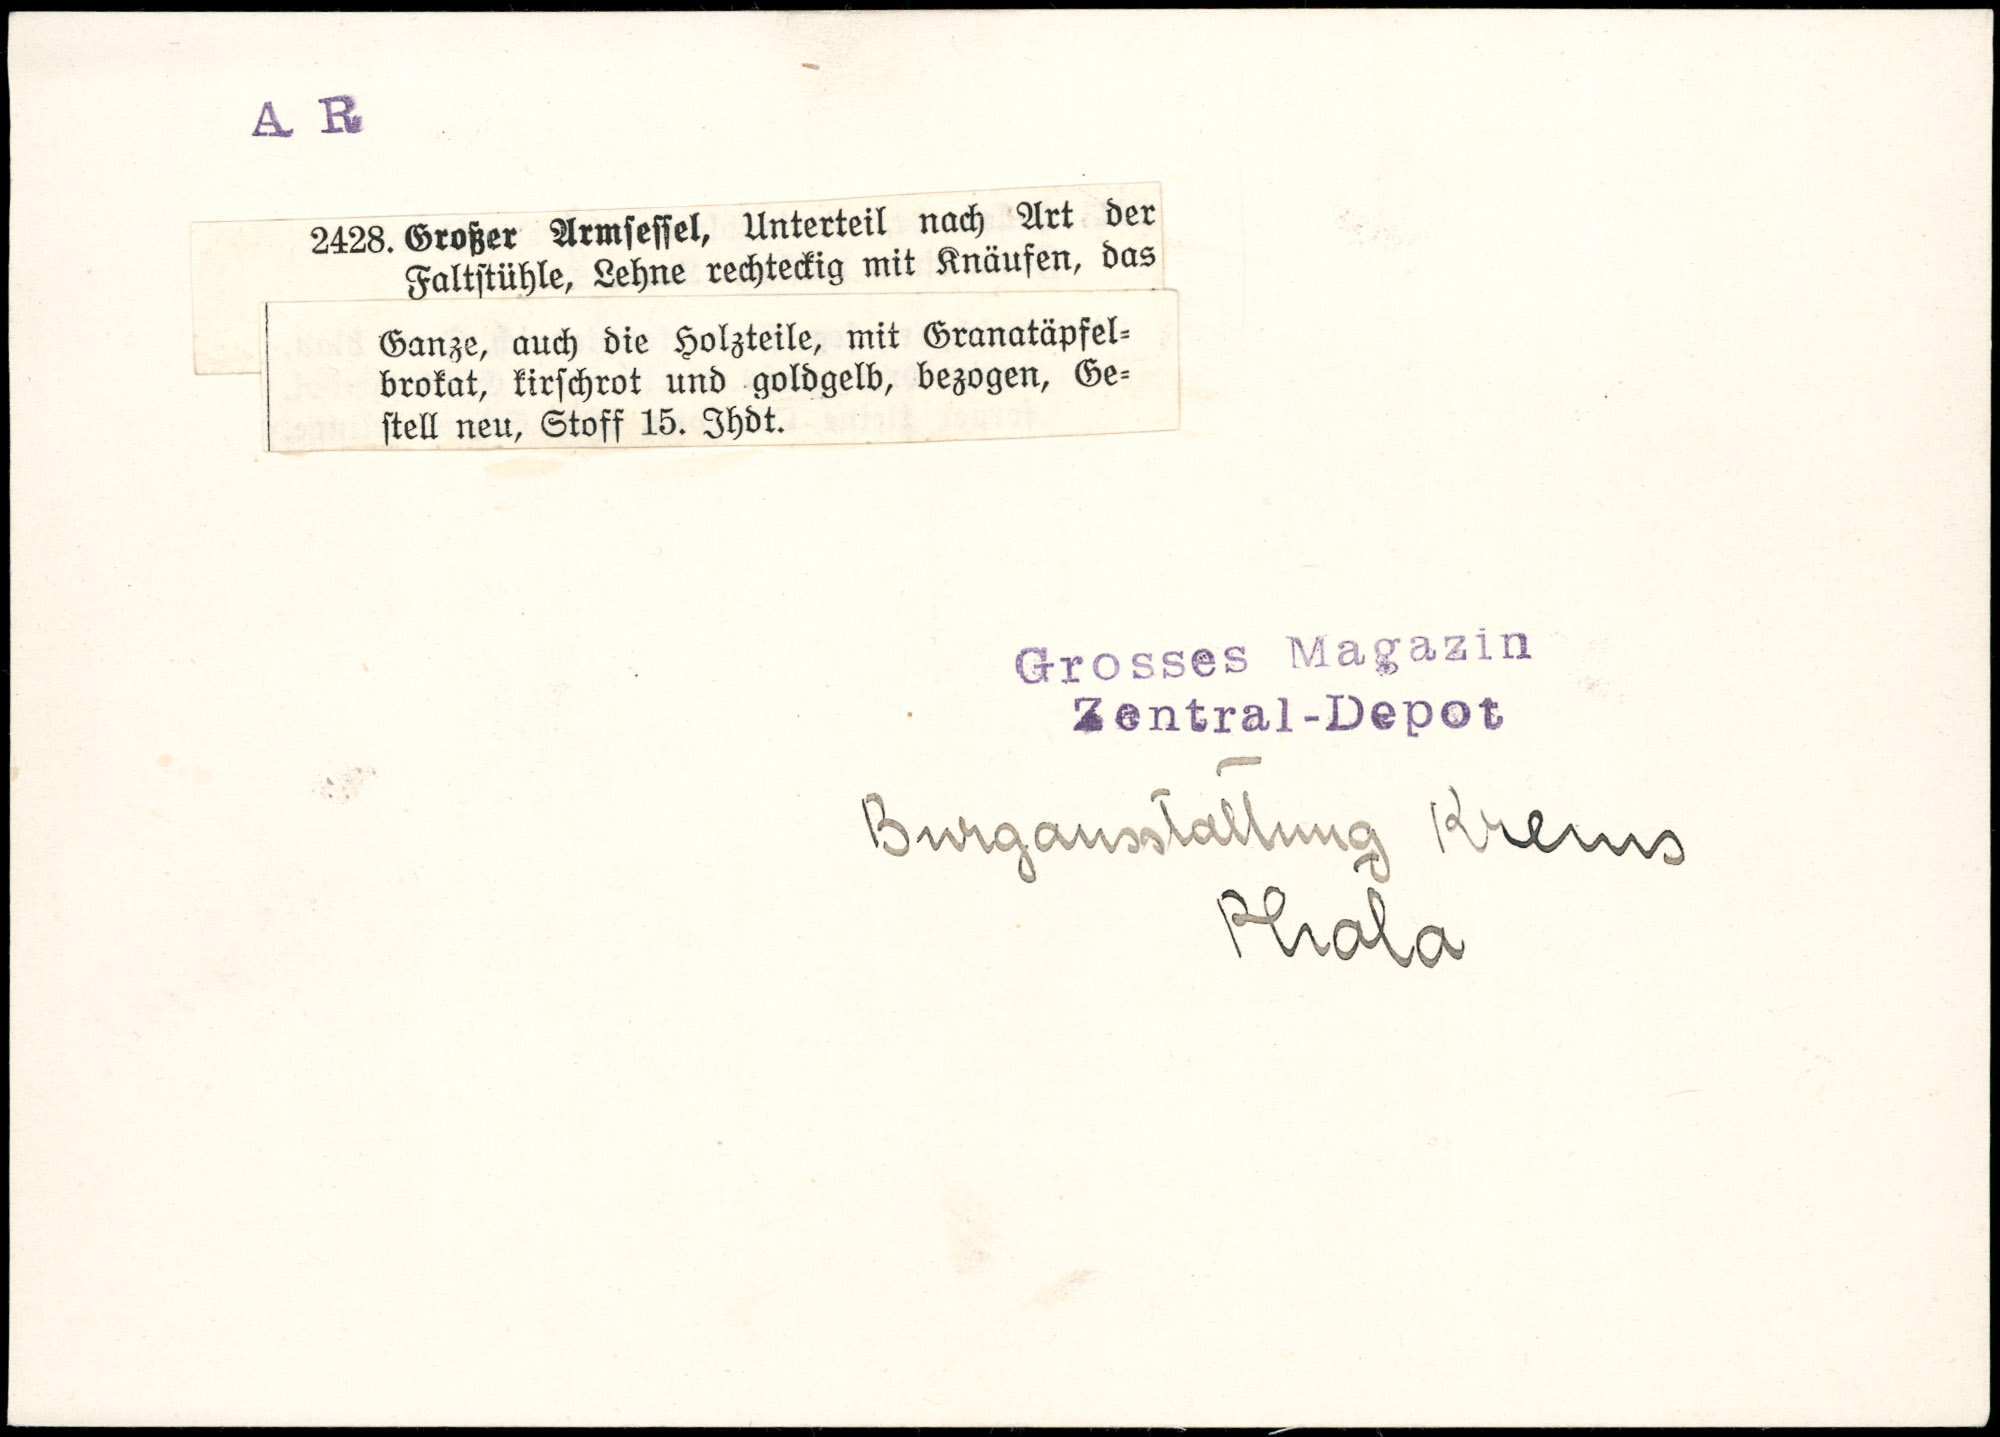 A R
2428. Großer Armsessel, Unterteil nach Art der
Faltstühle, Lehne rechteckig mit Knäufen, das
Ganze, auch die Holzteile, mit Granatäpfel-
brokat, kirschrot und goldgelb, bezogen, Ge-
stell neu, Stoff 15. Jhdt.
Grosses Magazin
Zentral-Depot
Burgausstattung Krems